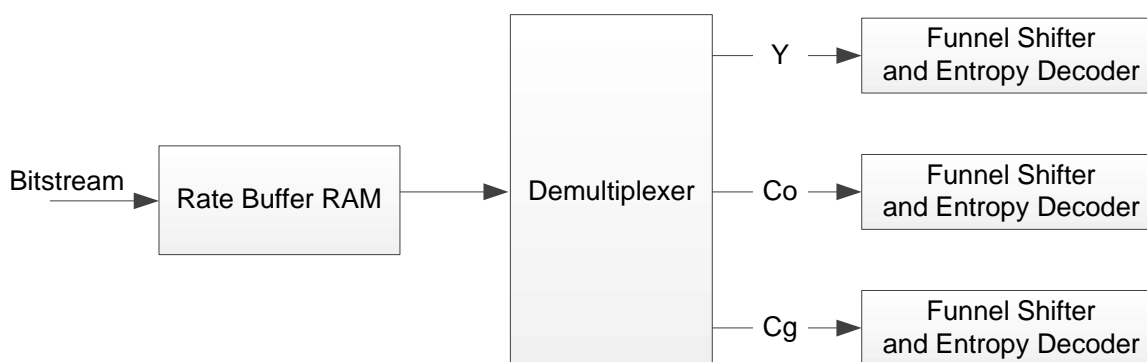 Bitstream
Rate Buffer RAM
Demultiplexer
Y
Funnel Shifter
and Entropy Decoder
Co
Funnel Shifter
and Entropy Decoder
Cg
Funnel Shifter
and Entropy Decoder